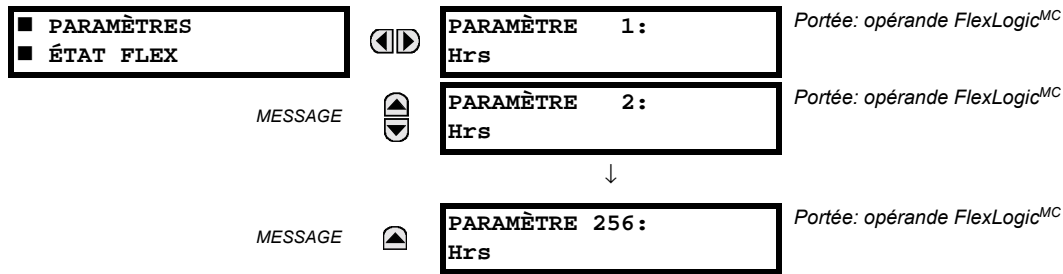 ■ PARAMÈTRES
■ ÉTAT FLEX
PARAMÈTRE 1:
Hrs
Portée: opérande FlexLogicMC
MESSAGE
PARAMÈTRE 2:
Hrs
Portée: opérande FlexLogicMC
↓
MESSAGE
PARAMÈTRE 256:
Hrs
Portée: opérande FlexLogicMC